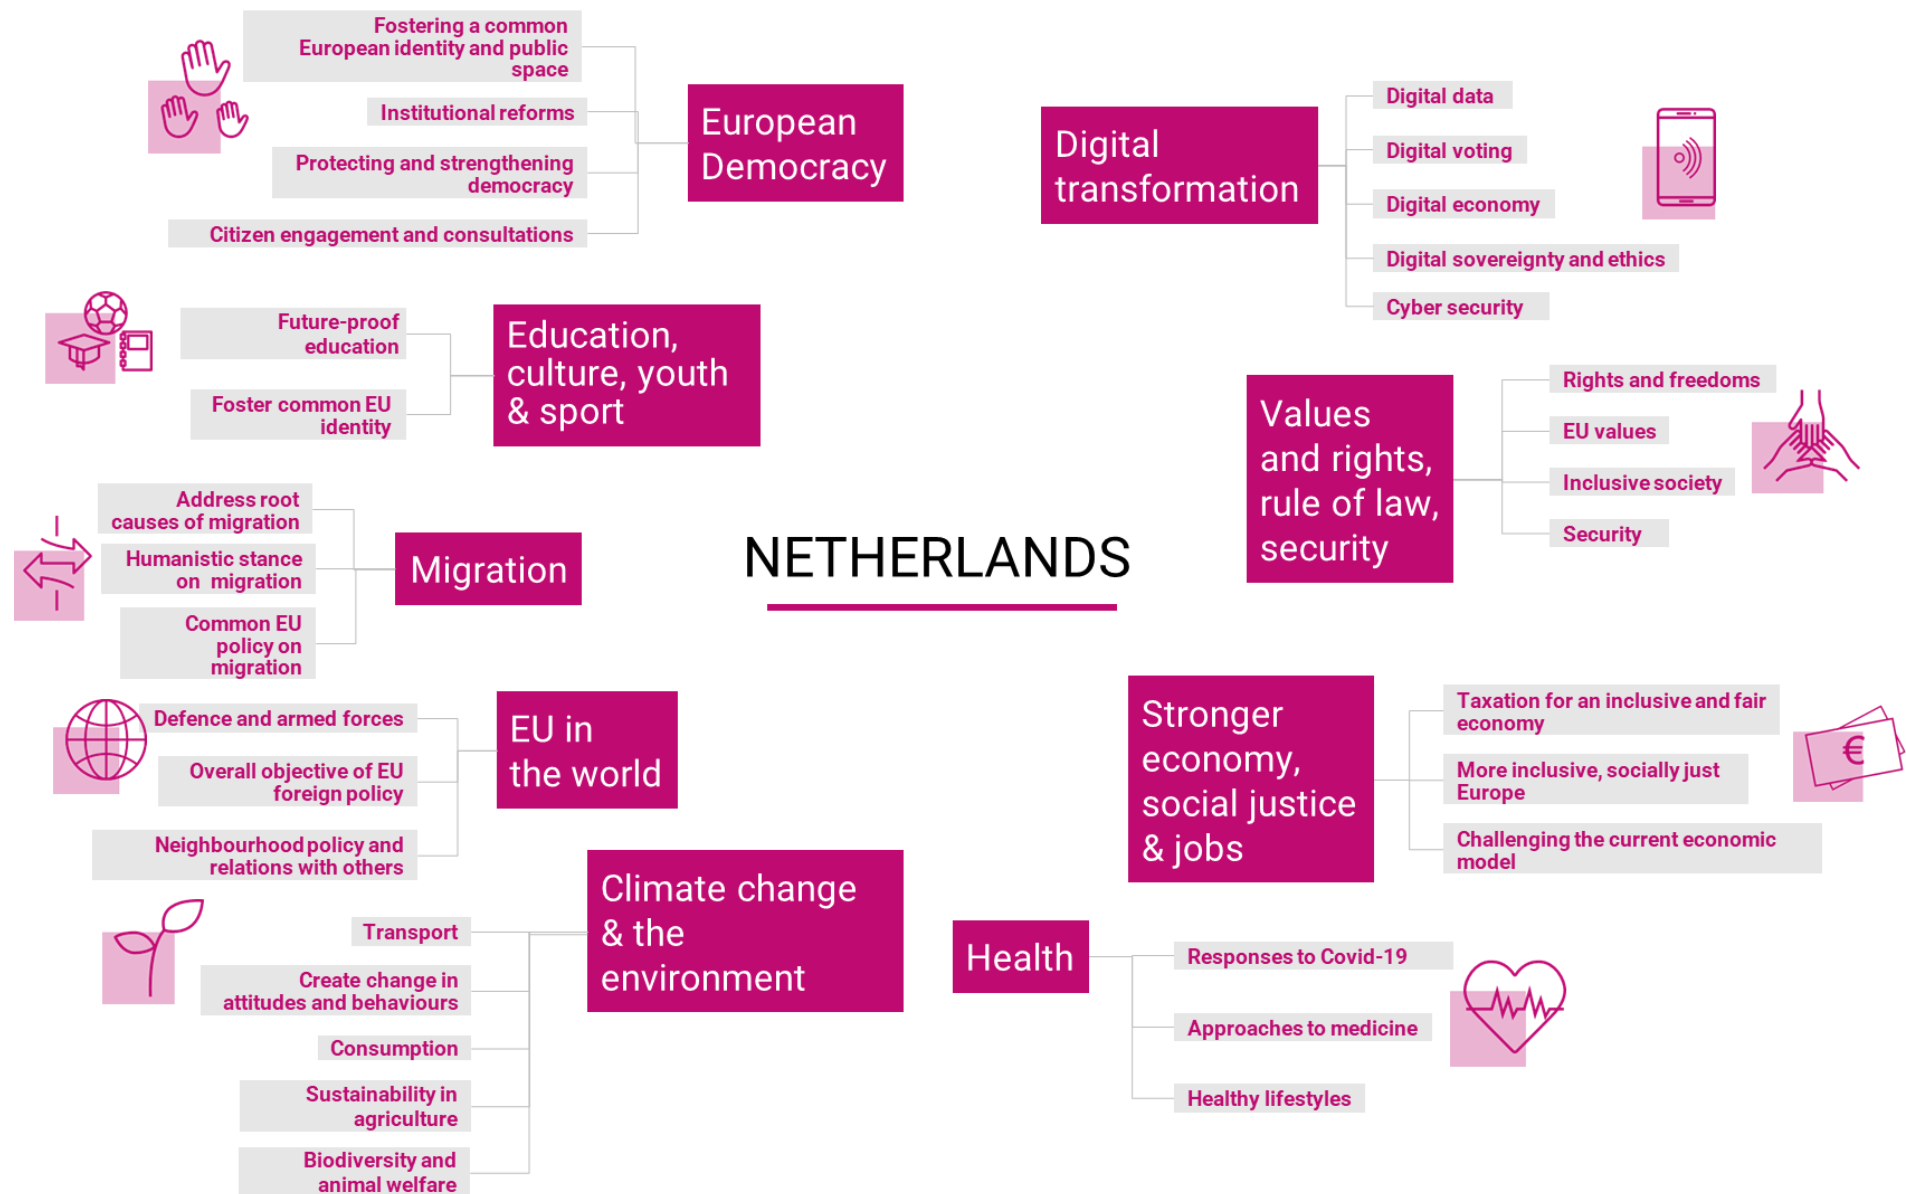 Fostering a common
European identity and public
space
Institutional reforms
Protecting and strengthening
democracy
Citizen engagement and consultations
European
Democracy
Future-proof
education
Foster common EU
identity
Education,
culture, youth
& sport
Address root
causes of migration
Humanistic stance
on migration
Common EU
policy on
migration
Migration
Defence and armed forces
Overall objective of EU
foreign policy
Neighbourhood policy and
relations with others
EU in
the world
Transport
Create change in
attitudes and behaviours
Consumption
Sustainability in
agriculture
Biodiversity and
animal welfare
Climate change
& the
environment
NETHERLANDS
Digital
transformation
Digital data
Digital voting
Digital economy
Digital sovereignty and ethics
Cyber security
Values
and rights,
rule of law,
security
Rights and freedoms
EU values
Inclusive society
Security
Stronger
economy,
social justice
& jobs
Taxation for an inclusive and fair
economy
More inclusive, socially just
Europe
Challenging the current economic
model
€
Health
Responses to Covid-19
Approaches to medicine
Healthy lifestyles